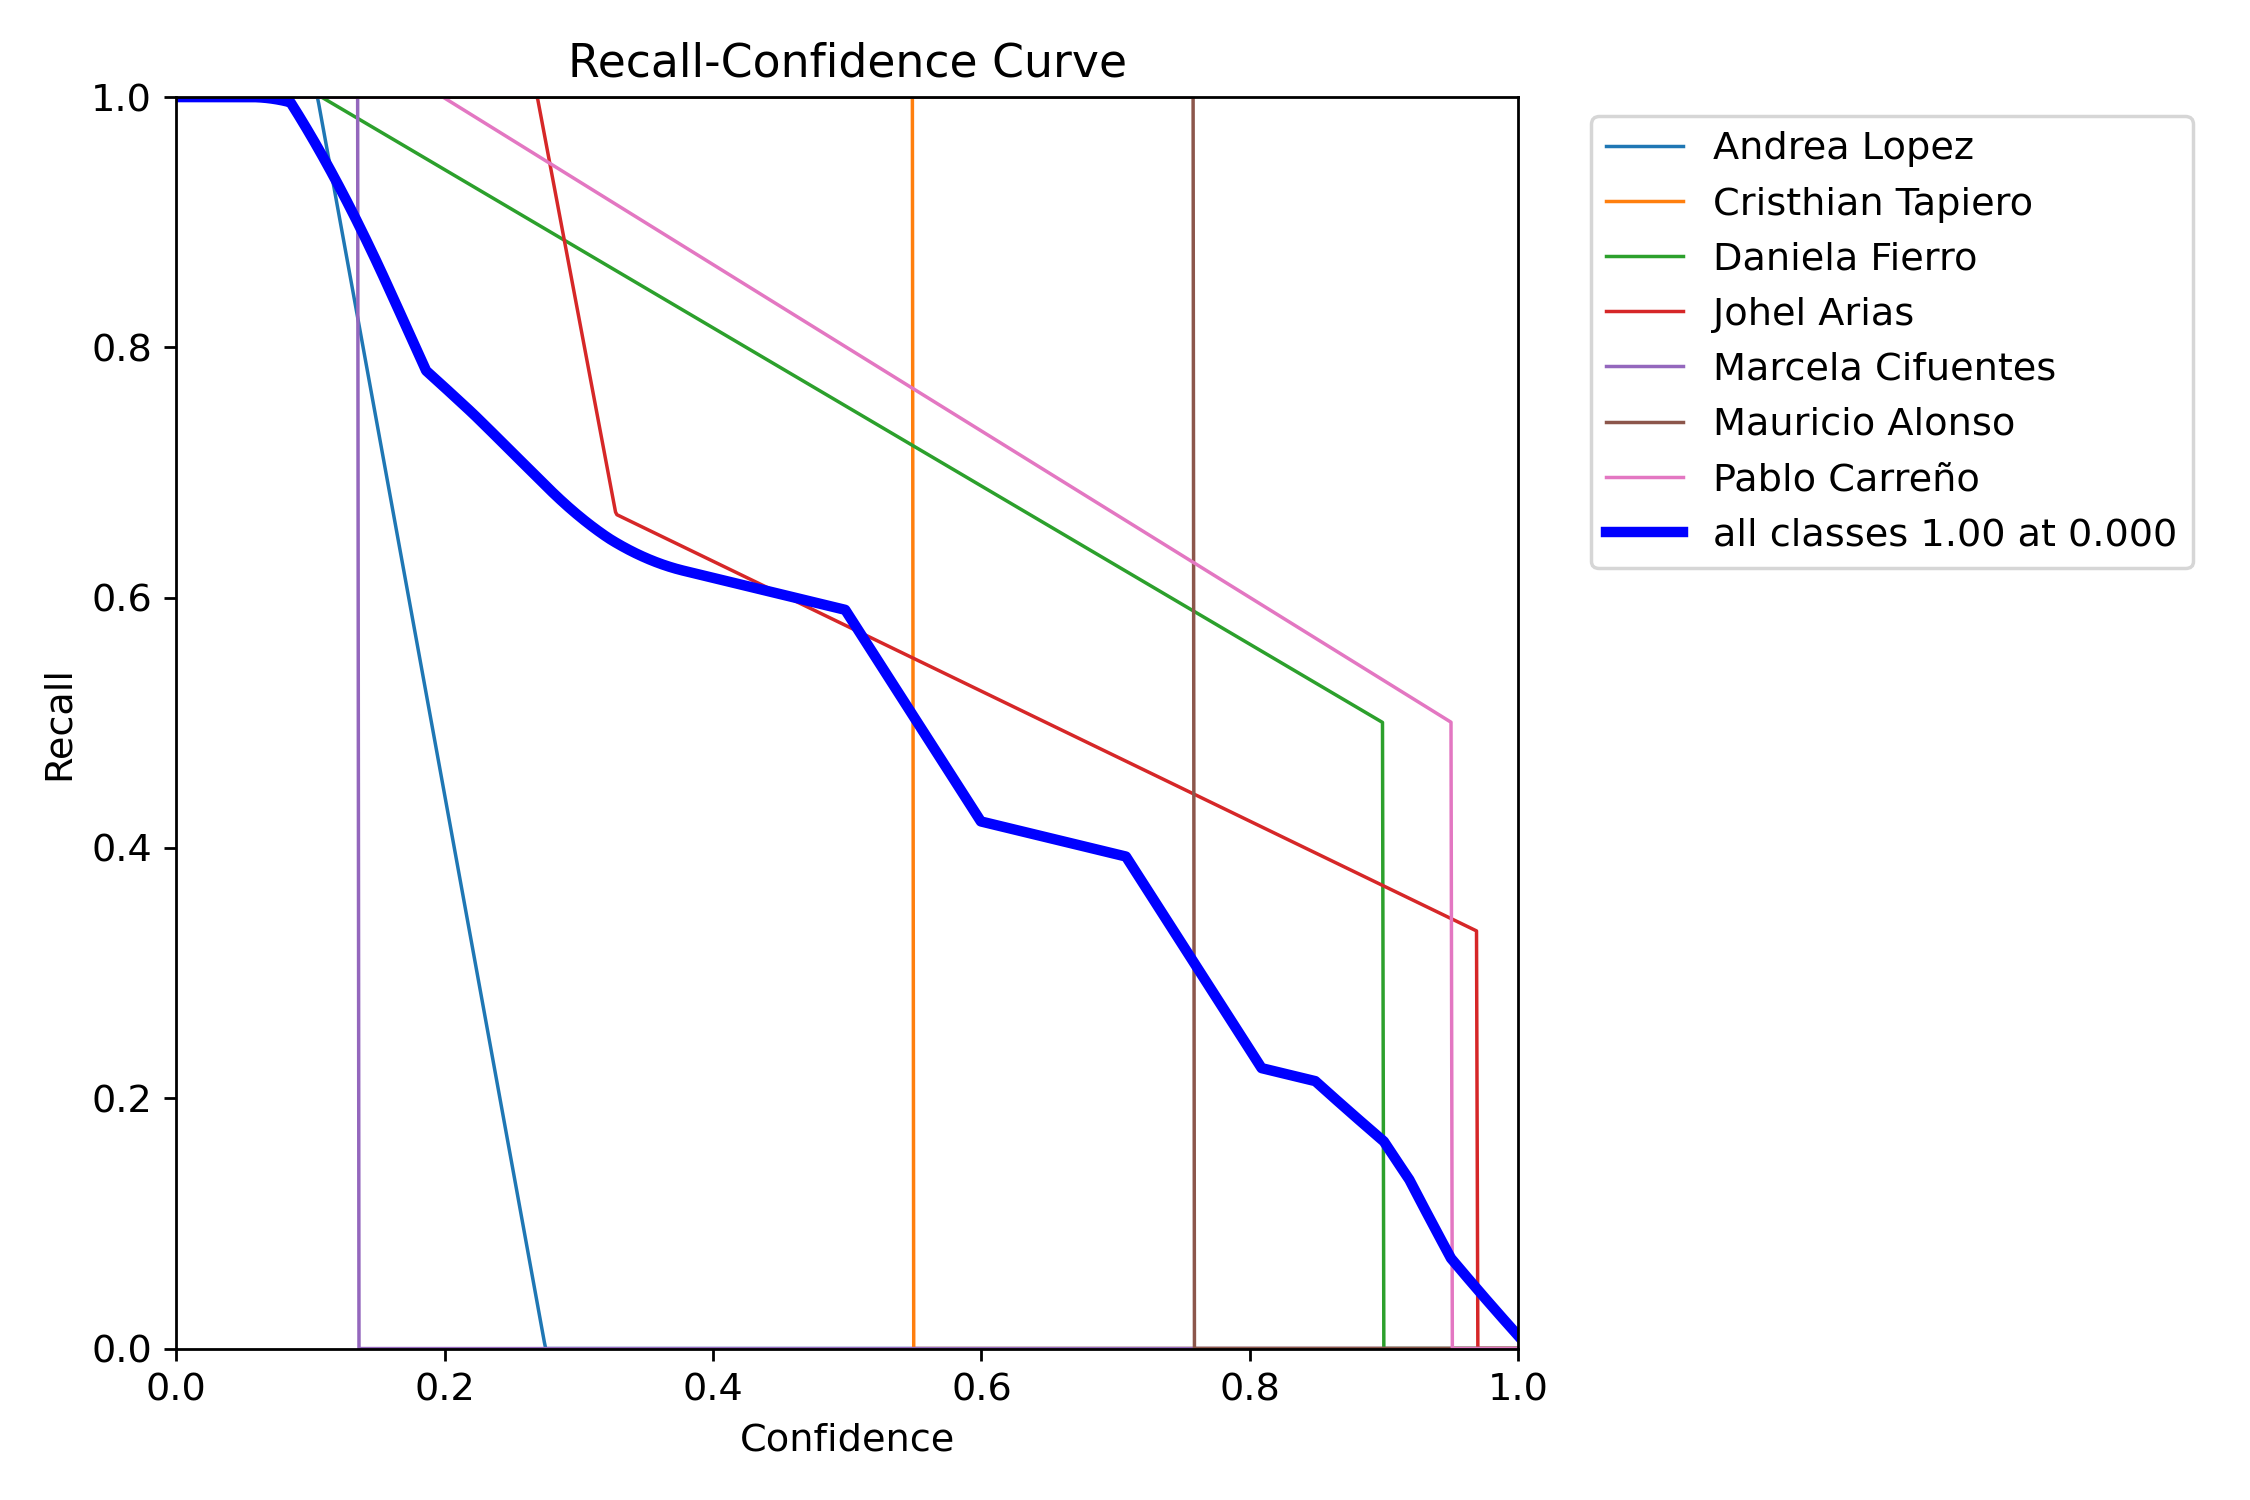 Recall-Confidence Curve
1.0
0.8
0.6
0.4
0.2
0.0
Recall
0.0 0.2 0.4 0.6 0.8 1.0
Confidence
Andrea Lopez
Cristhian Tapiero
Daniela Fierro
Johel Arias
Marcela Cifuentes
Mauricio Alonso
Pablo Carreño
all classes 1.00 at 0.000